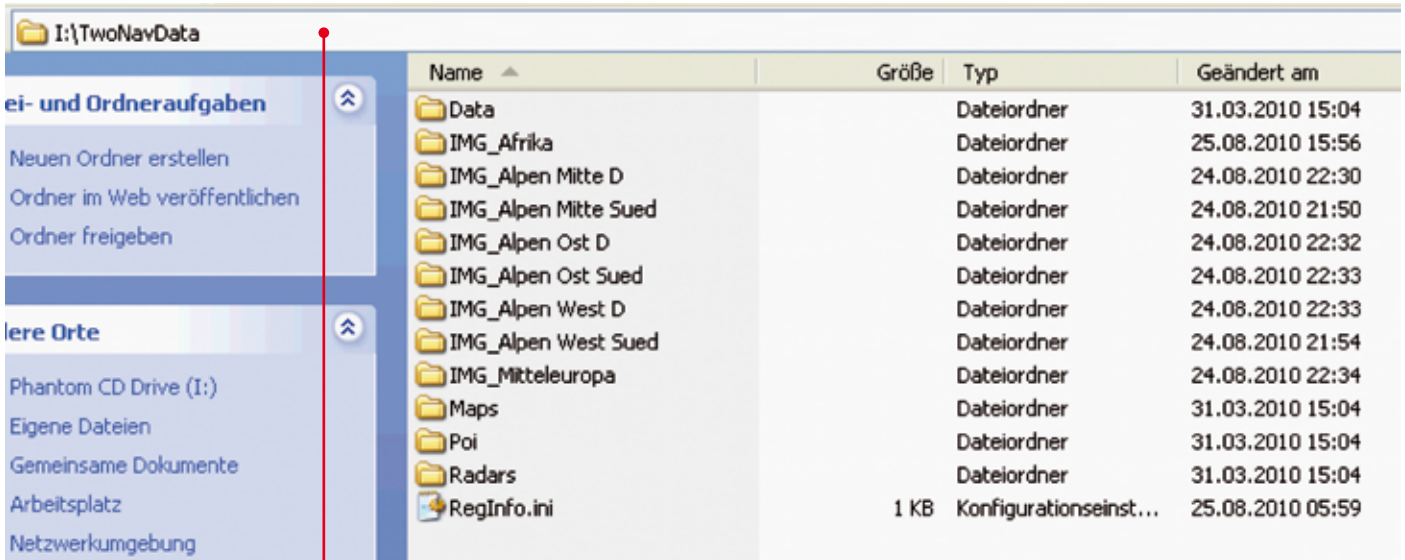 I:\TwoNavData
ei- und Ordneraufgaben
Neuen Ordner erstellen
Ordner im Web veröffentlichen
Ordner freigeben
lere Orte
Phantom CD Drive (I:)
Eigene Dateien
Gemeinsame Dokumente
Arbeitsplatz
Netzwerkumgebung
Name Größe Typ Geändert am
Data Dateiordner 31.03.2010 15:04
IMG_Afrika Dateiordner 25.08.2010 15:56
IMG_Alpen Mitte D Dateiordner 24.08.2010 22:30
IMG_Alpen Mitte Sued Dateiordner 24.08.2010 21:50
IMG_Alpen Ost D Dateiordner 24.08.2010 22:32
IMG_Alpen Ost Sued Dateiordner 24.08.2010 22:33
IMG_Alpen West D Dateiordner 24.08.2010 22:33
IMG_Alpen West Sued Dateiordner 24.08.2010 21:54
IMG_Mitteleuropa Dateiordner 24.08.2010 22:34
Maps Dateiordner 31.03.2010 15:04
Poi Dateiordner 31.03.2010 15:04
Radars Dateiordner 31.03.2010 15:04
RegInfo.ini 1 KB Konfigurationseinst... 25.08.2010 05:59